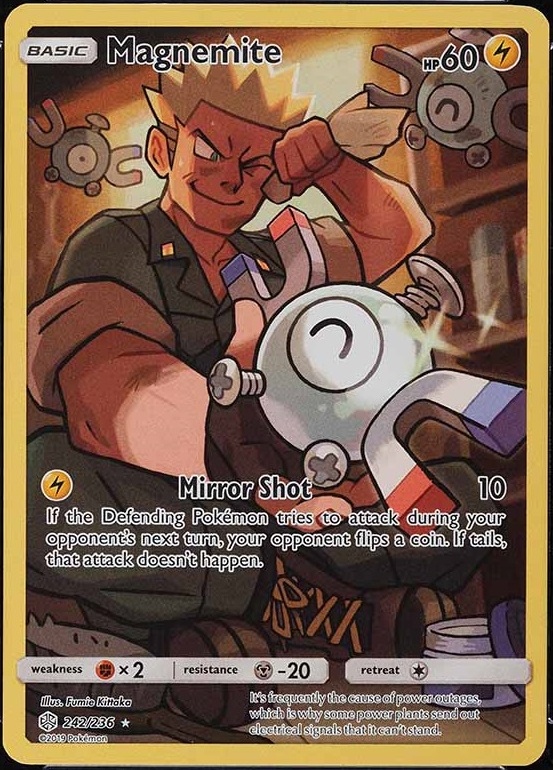 BASIC Magnemite HP60
Mirror Shot 10
If the Defending Pokémon tries to attack during your
opponent's next turn, your opponent flips a coin. If tails,
that attack doesn't happen.
weakness ×2 resistance -20 retreat
Illus. Fumie Kittaka
It's frequently the cause of power outages,
which is why some power plants send out
electrical signals that it can't stand.
242/236
©2019 Pokémon